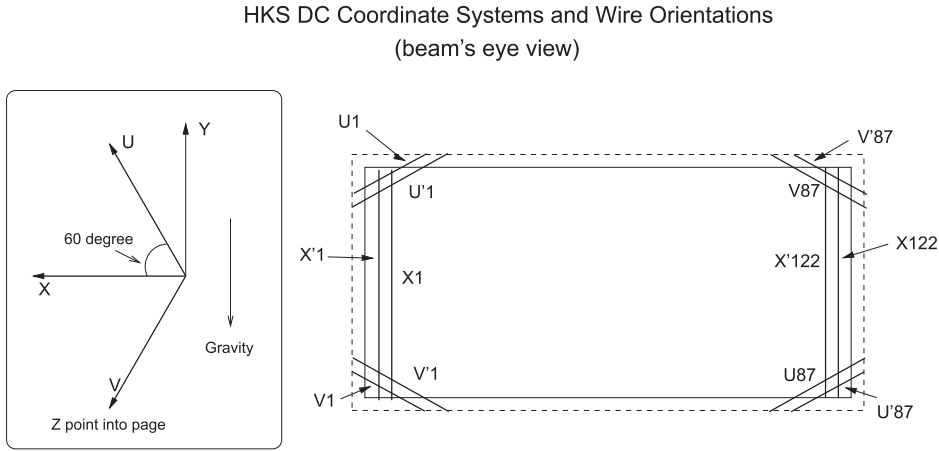 HKS DC Coordinate Systems and Wire Orientations
(beam's eye view)
Y
U
60 degree
X
Gravity
V
Z point into page
U1
V'87
U'1
V87
X'1
X1
X'122
X122
V'1
U87
V1
U'87